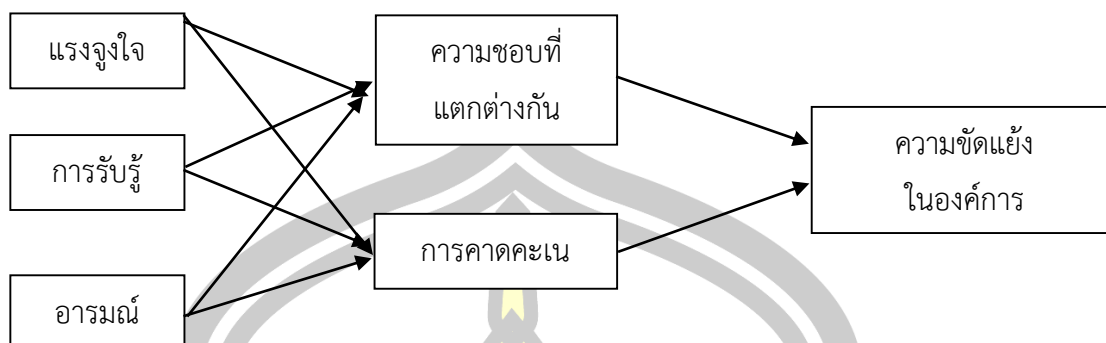 แรงจูงใจ
การรับรู้
อารมณ์
ความชอบที่
แตกต่างกัน
การคาดคะเน
ความขัดแย้ง
ในองค์การ